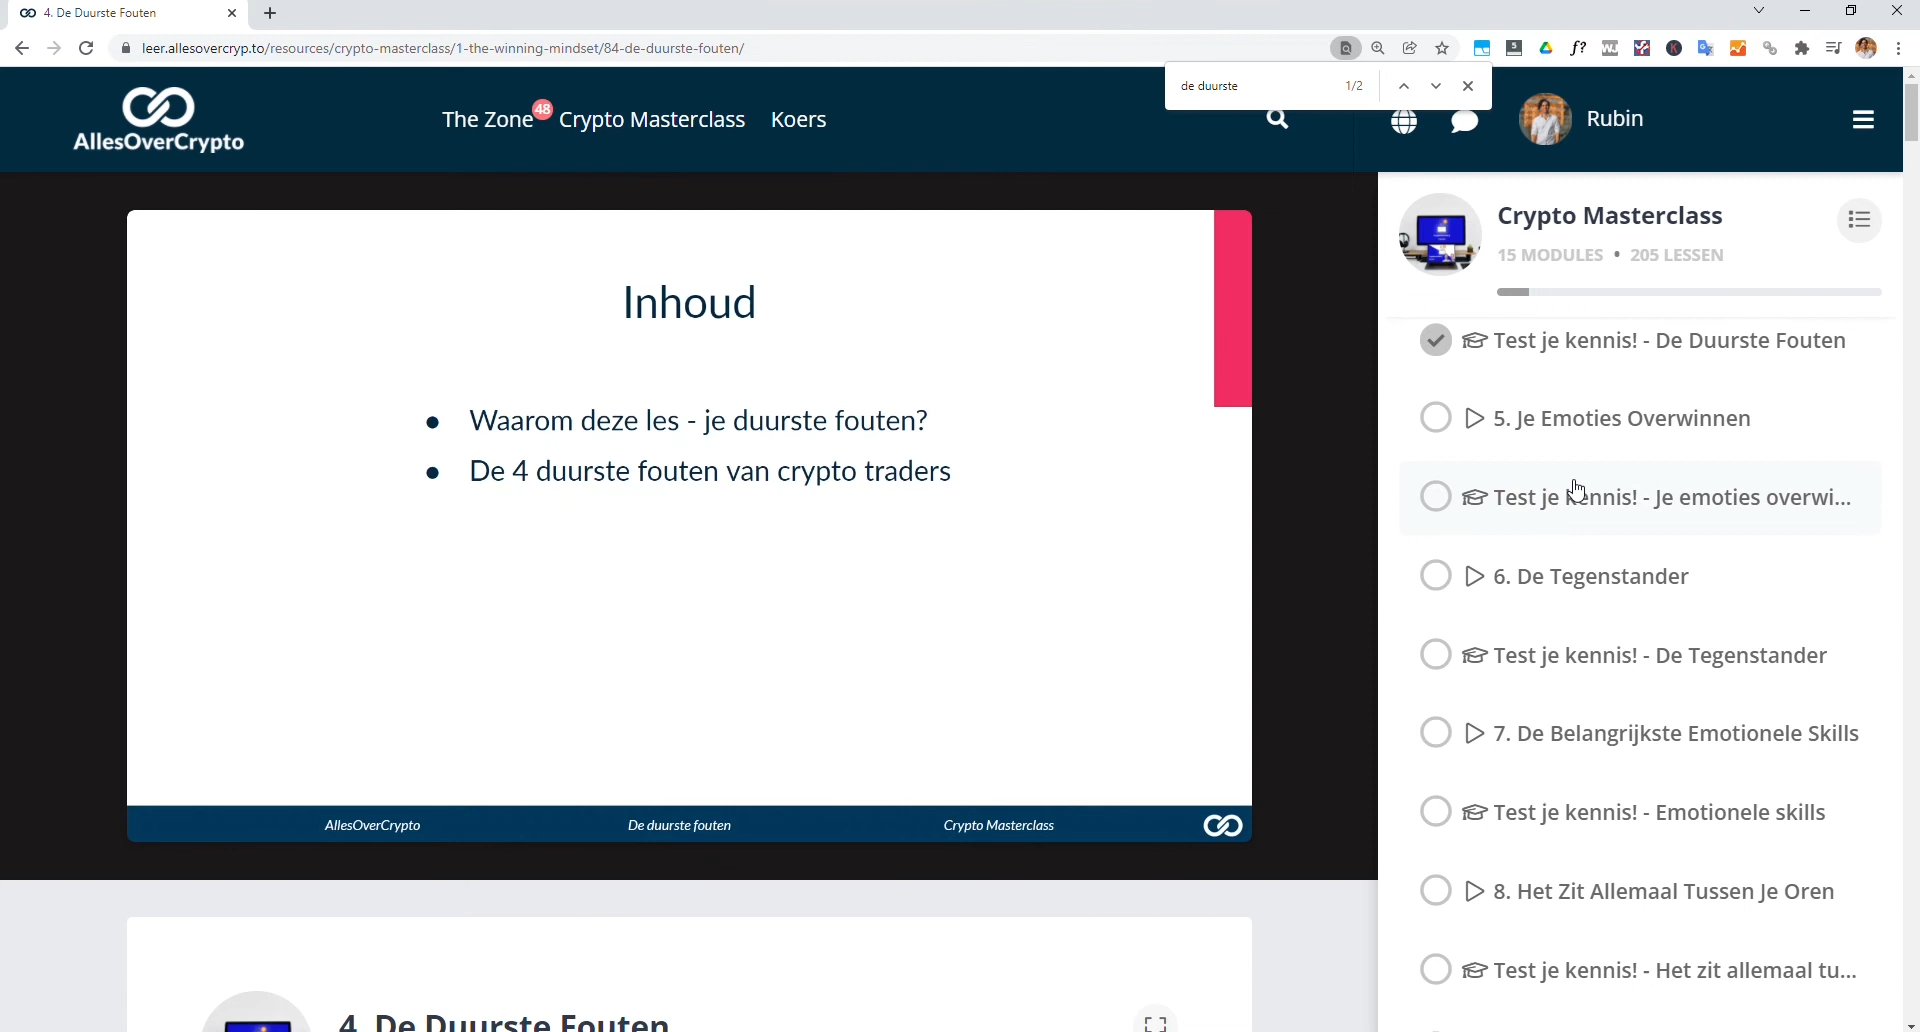 4. De Duurste Fouten
leer.allesovercryp.to/resources/crypto-masterclass/1-the-winning-mindset/84-de-duurste-fouten/
de duurste
1/2
AllesOverCrypto
The Zone
48
Crypto Masterclass
Koers
Rubin
Inhoud
● Waarom deze les - je duurste fouten?
● De 4 duurste fouten van crypto traders
AllesOverCrypto
De duurste fouten
Crypto Masterclass
4. De Duurste Fouten
Crypto Masterclass
15 MODULES • 205 LESSEN
Test je kennis! - De Duurste Fouten
5. Je Emoties Overwinnen
Test je kennis! - Je emoties overwi...
6. De Tegenstander
Test je kennis! - De Tegenstander
7. De Belangrijkste Emotionele Skills
Test je kennis! - Emotionele skills
8. Het Zit Allemaal Tussen Je Oren
Test je kennis! - Het zit allemaal tu...